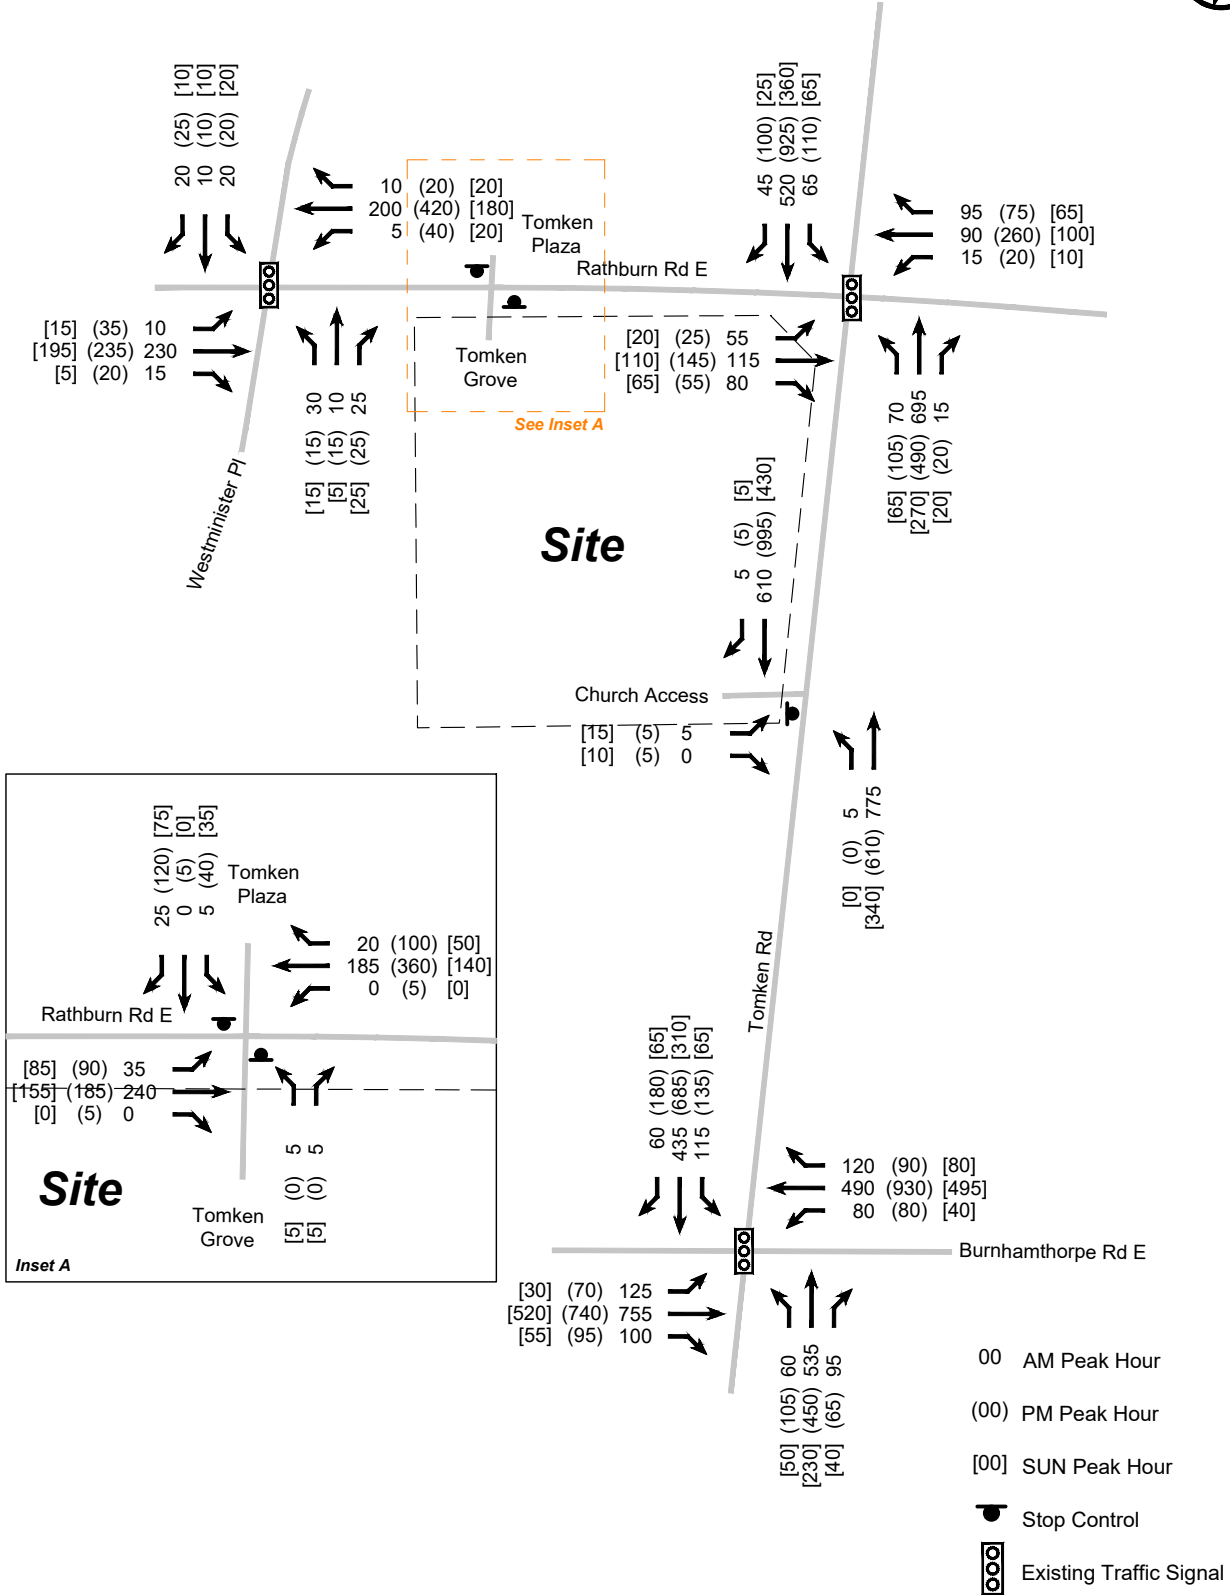 20 (25) [10]
10 (10) [10]
20 (20) [20]
10 (20) [20]
200 (420) [180]
5 (40) [20]
Tomken
Plaza
Rathburn Rd E
45 (100) [25]
520 (925) [360]
65 (110) [65]
95 (75) [65]
90 (260) [100]
15 (20) [10]
[15] (35) 10
[195] (235) 230
[5] (20) 15
[15] (15) 30
[5] (15) 10
[25] (25) 25
Westminister Pl
Tomken
Grove
See Inset A
[20] (25) 55
[110] (145) 115
[65] (55) 80
[65] (105) 70
[270] (490) 695
[20] (20) 15
Site
5 (5) [5]
610 (995) [430]
Church Access
[15] (5) 5
[10] (5) 0
[0] (0) 5
[340] (610) 775
Tomken Rd
25 (120) [75]
0 (5) [0]
5 (40) [35]
Tomken
Plaza
20 (100) [50]
185 (360) [140]
0 (5) [0]
Rathburn Rd E
[85] (90) 35
[155] (185) 240
[0] (5) 0
[5] (0) 5
[5] (0) 5
Site
Tomken
Grove
Inset A
60 (180) [65]
435 (685) [310]
115 (135) [65]
120 (90) [80]
490 (930) [495]
80 (80) [40]
Burnhamthorpe Rd E
[30] (70) 125
[520] (740) 755
[55] (95) 100
[50] (105) 60
[230] (450) 535
[40] (65) 95
00 AM Peak Hour
(00) PM Peak Hour
[00] SUN Peak Hour
Stop Control
Existing Traffic Signal